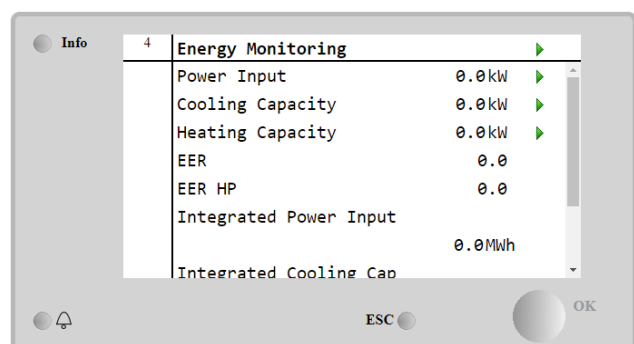 Info
4 Energy Monitoring
Power Input 0.0kW
Cooling Capacity 0.0kW
Heating Capacity 0.0kW
EER 0.0
EER HP 0.0
Integrated Power Input
0.0MWh
Integrated Cooling Cap
ESC
OK